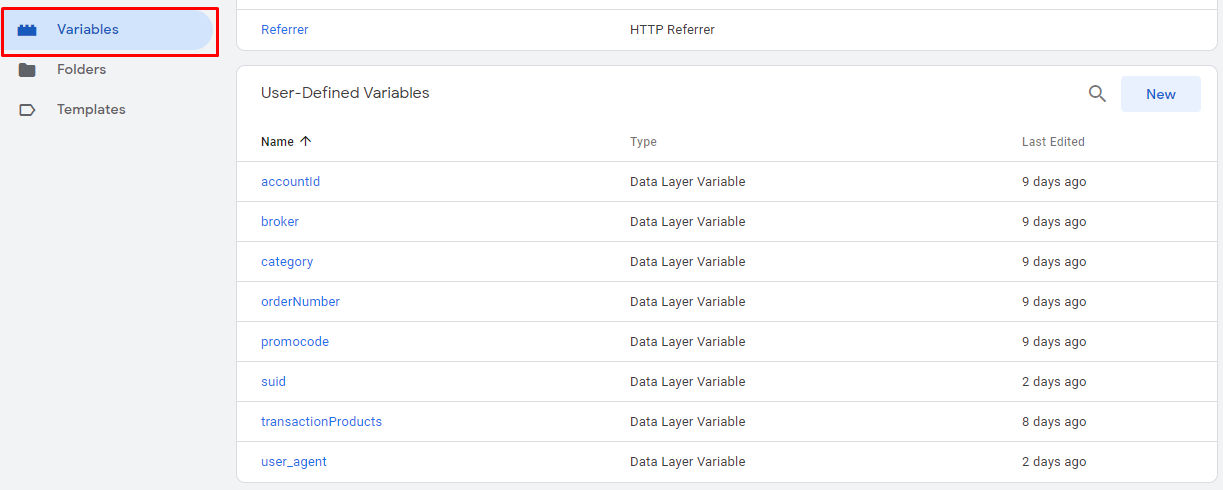 Variables
Folders
Templates
Referrer HTTP Referrer
User-Defined Variables New
Name Type Last Edited
accountId Data Layer Variable 9 days ago
broker Data Layer Variable 9 days ago
category Data Layer Variable 9 days ago
orderNumber Data Layer Variable 9 days ago
promocode Data Layer Variable 9 days ago
suid Data Layer Variable 2 days ago
transactionProducts Data Layer Variable 8 days ago
user_agent Data Layer Variable 2 days ago